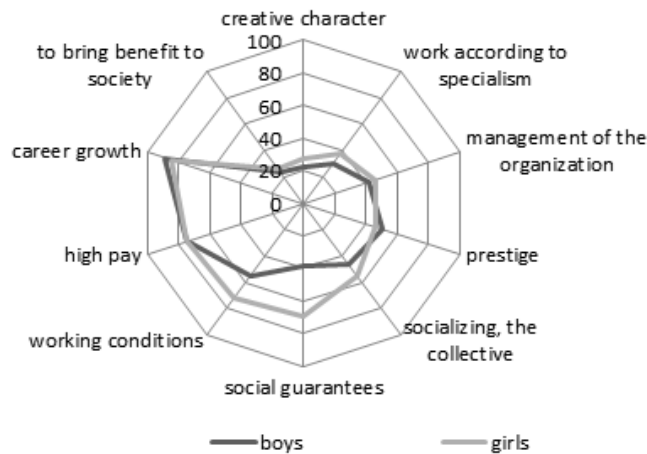 creative character
100
80
60
40
20
0
work according to
specialism
management of the
organization
prestige
socializing, the
collective
social guarantees
working conditions
high pay
career growth
to bring benefit to
society
boys
girls